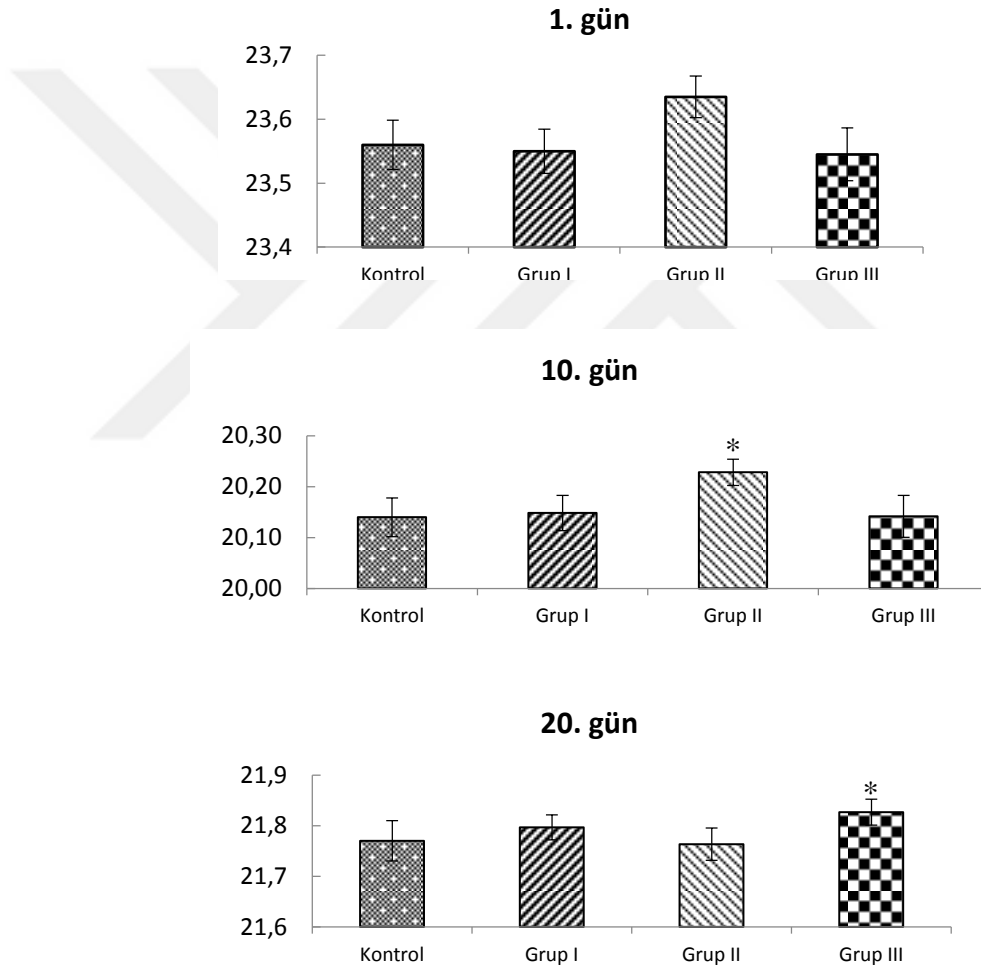 1. gün
23,7
23,6
23,5
23,4
Kontrol Grup I Grup II Grup III
10. gün
20,30
*
20,20
20,10
20,00
Kontrol Grup I Grup II Grup III
20. gün
21,9
*
21,8
21,7
21,6
Kontrol Grup I Grup II Grup III